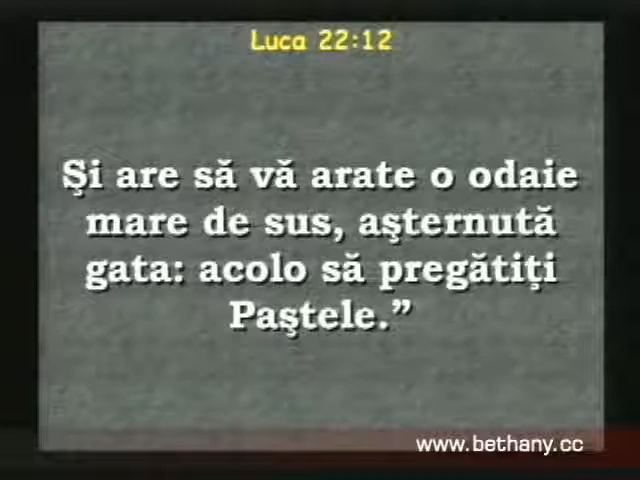 Luca 22:12
Şi are să vă arate o odaie
mare de sus, aşternută
gata: acolo să pregătiţi
Paştele.”
www.bethany.cc